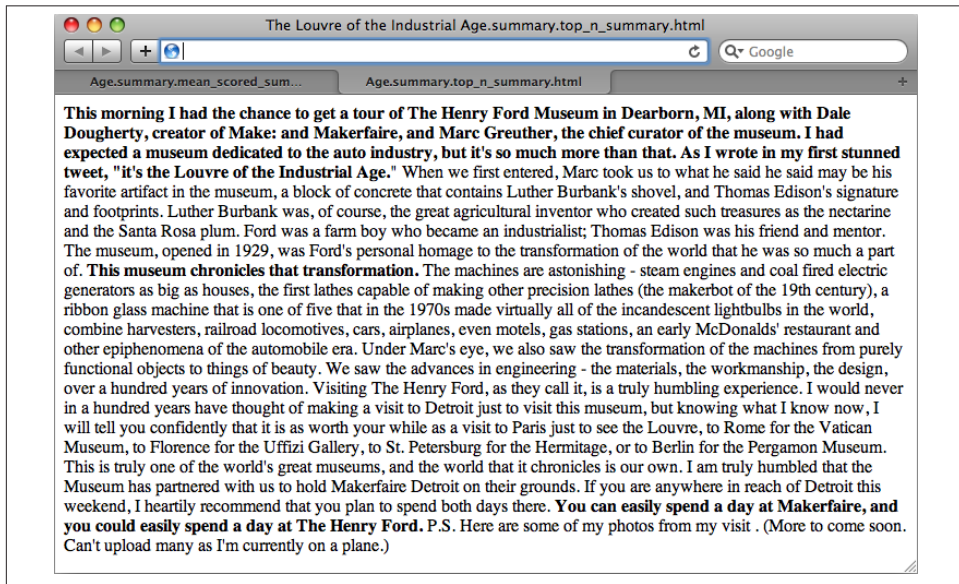 The Louvre of the Industrial Age.summary.top_n_summary.html
Google
Age.summary.mean_scored_sum...
Age.summary.top_n_summary.html
This morning I had the chance to get a tour of The Henry Ford Museum in Dearborn, MI, along with Dale
Dougherty, creator of Make: and Makerfaire, and Marc Greuther, the chief curator of the museum. I had
expected a museum dedicated to the auto industry, but it's so much more than that. As I wrote in my first stunned
tweet, "it's the Louvre of the Industrial Age." When we first entered, Marc took us to what he said he said may be his
favorite artifact in the museum, a block of concrete that contains Luther Burbank's shovel, and Thomas Edison's signature
and footprints. Luther Burbank was, of course, the great agricultural inventor who created such treasures as the nectarine
and the Santa Rosa plum. Ford was a farm boy who became an industrialist; Thomas Edison was his friend and mentor.
The museum, opened in 1929, was Ford's personal homage to the transformation of the world that he was so much a part
of. This museum chronicles that transformation. The machines are astonishing - steam engines and coal fired electric
generators as big as houses, the first lathes capable of making other precision lathes (the makerbot of the 19th century), a
ribbon glass machine that is one of five that in the 1970s made virtually all of the incandescent lightbulbs in the world,
combine harvesters, railroad locomotives, cars, airplanes, even motels, gas stations, an early McDonalds' restaurant and
other epiphenomena of the automobile era. Under Marc's eye, we also saw the transformation of the machines from purely
functional objects to things of beauty. We saw the advances in engineering - the materials, the workmanship, the design,
over a hundred years of innovation. Visiting The Henry Ford, as they call it, is a truly humbling experience. I would never
in a hundred years have thought of making a visit to Detroit just to visit this museum, but knowing what I know now, I
will tell you confidently that it is as worth your while as a visit to Paris just to see the Louvre, to Rome for the Vatican
Museum, to Florence for the Uffizi Gallery, to St. Petersburg for the Hermitage, or to Berlin for the Pergamon Museum.
This is truly one of the world's great museums, and the world that it chronicles is our own. I am truly humbled that the
Museum has partnered with us to hold Makerfaire Detroit on their grounds. If you are anywhere in reach of Detroit this
weekend, I heartily recommend that you plan to spend both days there. You can easily spend a day at Makerfaire, and
you could easily spend a day at The Henry Ford. P.S. Here are some of my photos from my visit . (More to come soon.
Can't upload many as I'm currently on a plane.)